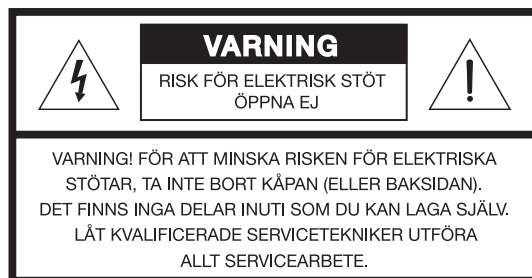 VARNING
RISK FÖR ELEKTRISK STÖT
ÖPPNA EJ
VARNING! FÖR ATT MINSKA RISKEN FÖR ELEKTRISKA
STÖTAR, TA INTE BORT KÅPAN (ELLER BAKSIDAN).
DET FINNS INGA DELAR INUTI SOM DU KAN LAGA SJÄLV.
LÅT KVALIFICERADE SERVICETEKNIKER UTFÖRA
ALLT SERVICEARBETE.